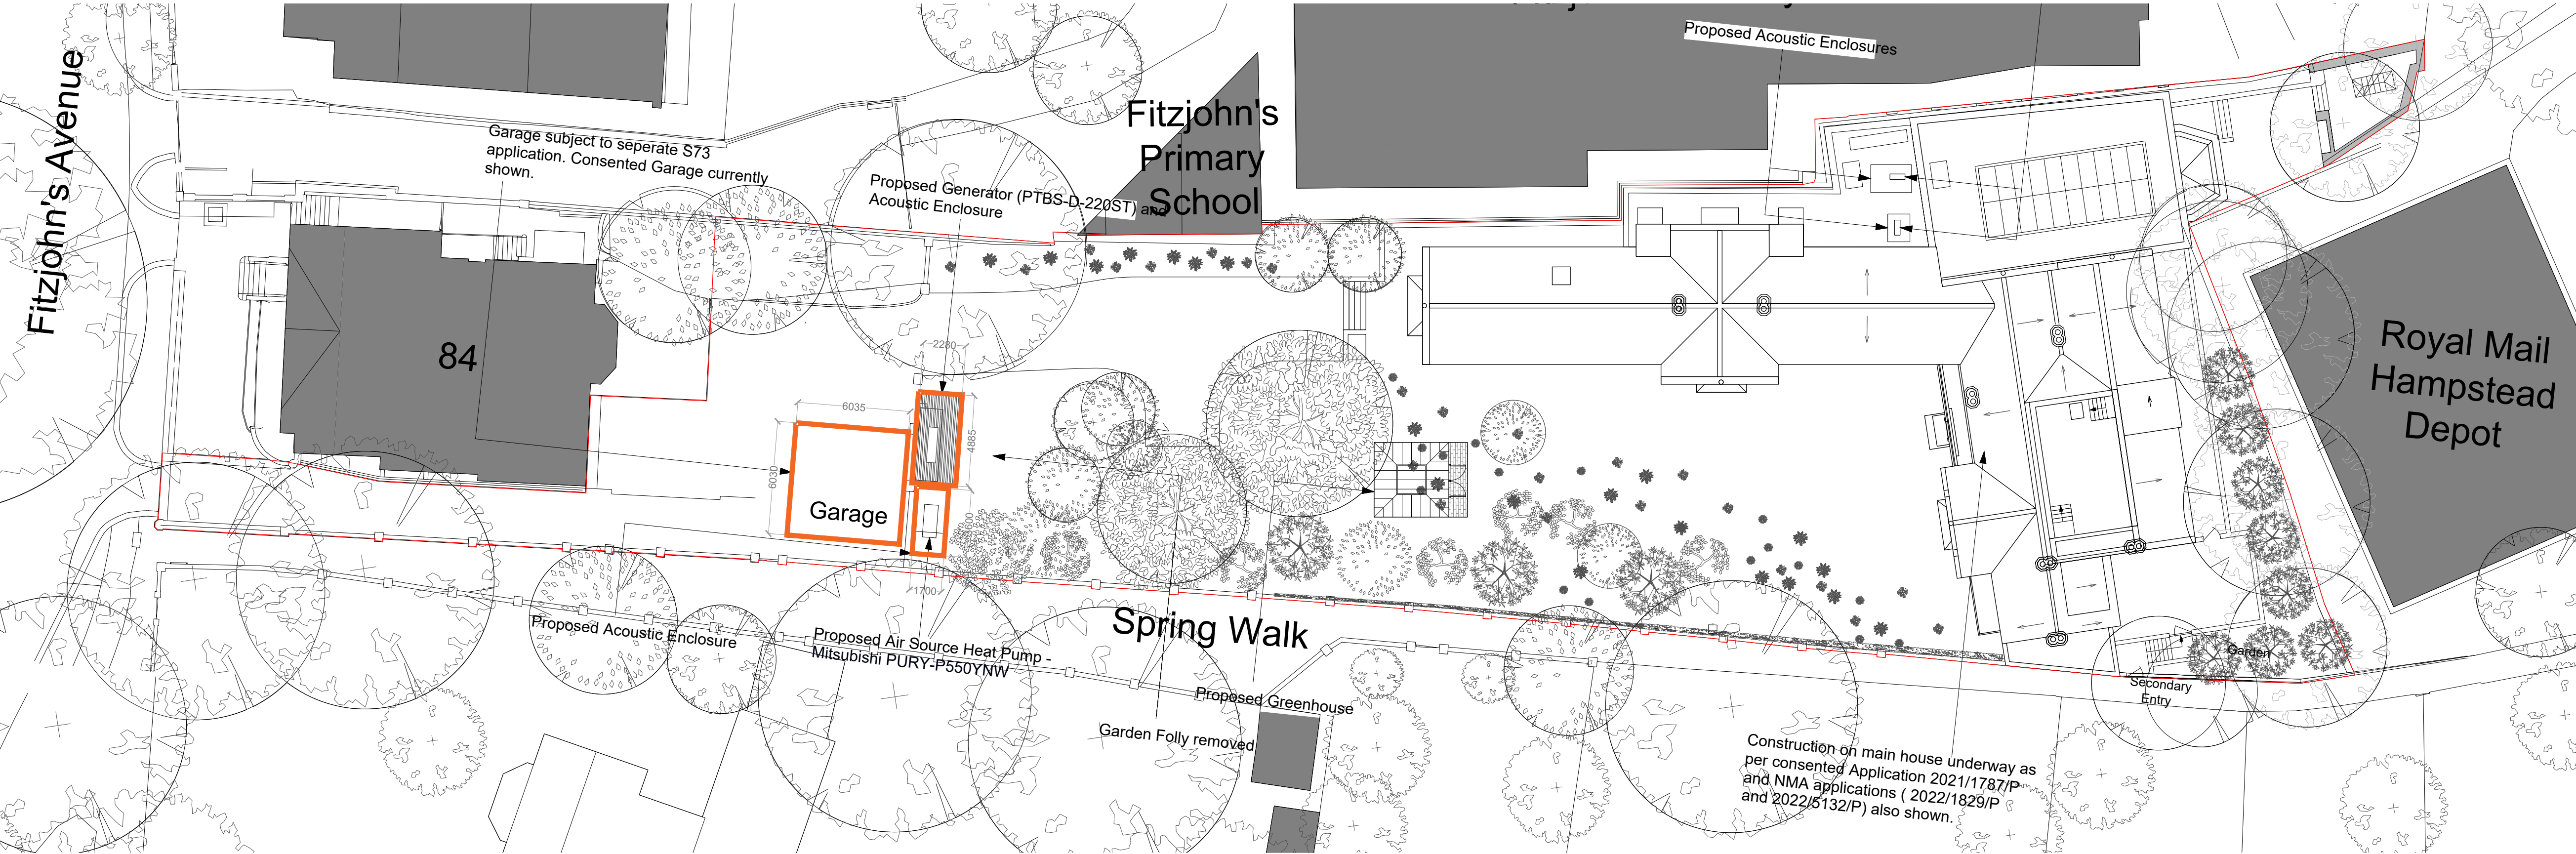 Fitzjohn's Avenue
Garage subject to seperate S73
application. Consented Garage currently
shown.
84
Proposed Generator (PTBS-D-220ST) and
Acoustic Enclosure
Fitzjohn's
Primary
School
Proposed Acoustic Enclosures
Royal Mail
Hampstead
Depot
2280
6035
4885
6030
Garage
1700
Proposed Acoustic Enclosure
Proposed Air Source Heat Pump -
Mitsubishi PURY-P550YNW
Spring Walk
Proposed Greenhouse
Garden Folly removed
Garden
Secondary
Entry
Construction on main house underway as
per consented Application 2021/1787/P
and NMA applications ( 2022/1829/P
and 2022/5132/P) also shown.